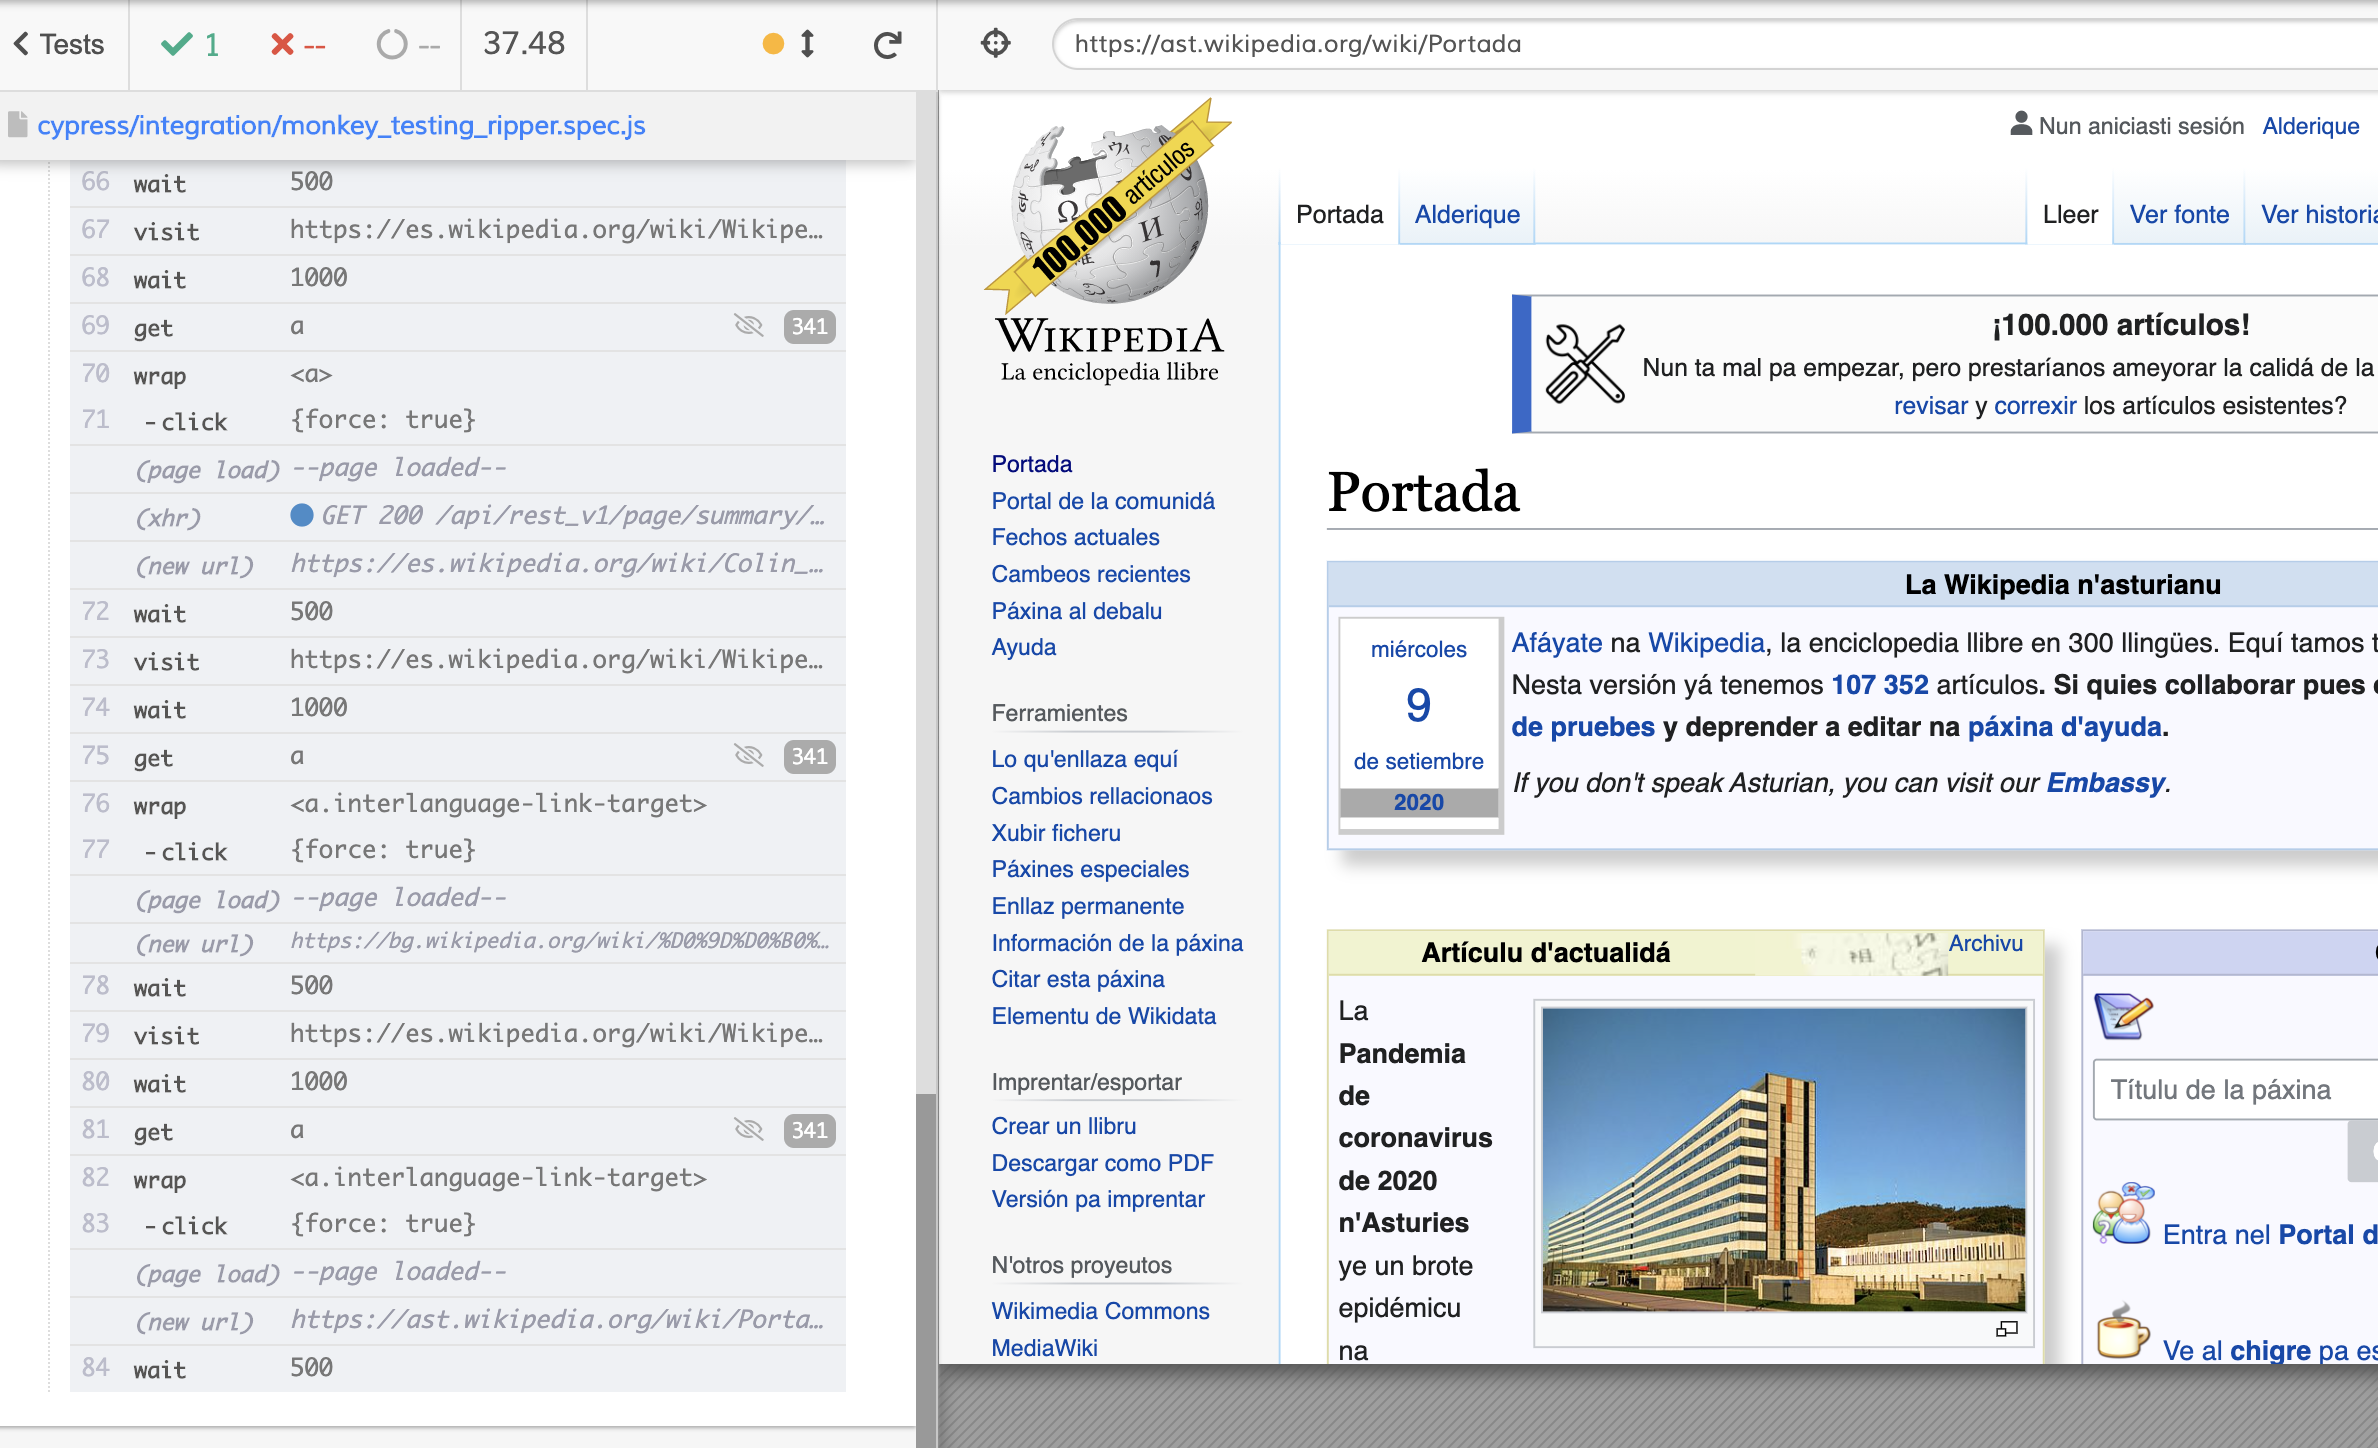 Tests 1 -- -- 37.48
cypress/integration/monkey_testing_ripper.spec.js
66 wait 500
67 visit https://es.wikipedia.org/wiki/Wikipe…
68 wait 1000
69 get a 341
70 wrap <a>
71 -click {force: true}
(page load) --page loaded--
(xhr) GET 200 /api/rest_v1/page/summary/…
(new url) https://es.wikipedia.org/wiki/Colin_…
72 wait 500
73 visit https://es.wikipedia.org/wiki/Wikipe…
74 wait 1000
75 get a 341
76 wrap <a.interlanguage-link-target>
77 -click {force: true}
(page load) --page loaded--
(new url) https://bg.wikipedia.org/wiki/%D0%9D%D0%B0%…
78 wait 500
79 visit https://es.wikipedia.org/wiki/Wikipe…
80 wait 1000
81 get a 341
82 wrap <a.interlanguage-link-target>
83 -click {force: true}
(page load) --page loaded--
(new url) https://ast.wikipedia.org/wiki/Porta…
84 wait 500
https://ast.wikipedia.org/wiki/Portada
100.000 artículos
WIKIPEDIA
La enciclopedia llibre
Nun aniciasti sesión Alderique
Portada Alderique Lleer Ver fonte Ver historia
Portada
Portal de la comunidá
Fechos actuales
Cambeos recientes
Páxina al debalu
Ayuda
Ferramientes
Lo qu'enllaza equí
Cambios rellacionaos
Xubir ficheru
Páxines especiales
Enllaz permanente
Información de la páxina
Citar esta páxina
Elementu de Wikidata
Imprentar/esportar
Crear un llibru
Descargar como PDF
Versión pa imprentar
N'otros proyeutos
Wikimedia Commons
MediaWiki
¡100.000 artículos!
Nun ta mal pa empezar, pero prestaríanos ameyorar la calidá de la
revisar y correxir los artículos esistentes?
Portada
La Wikipedia n'asturianu
miércoles
9
de setiembre
2020
Afáyate na Wikipedia, la enciclopedia llibre en 300 llingües. Equí tamos t
Nesta versión yá tenemos 107 352 artículos. Si quies collaborar pues
de pruebes y deprender a editar na páxina d'ayuda.
If you don't speak Asturian, you can visit our Embassy.
Artículu d'actualidá Archivu
La
Pandemia
de
coronavirus
de 2020
n'Asturies
ye un brote
epidémicu
na
Títulu de la páxina
Entra nel Portal d
Ve al chigre pa es